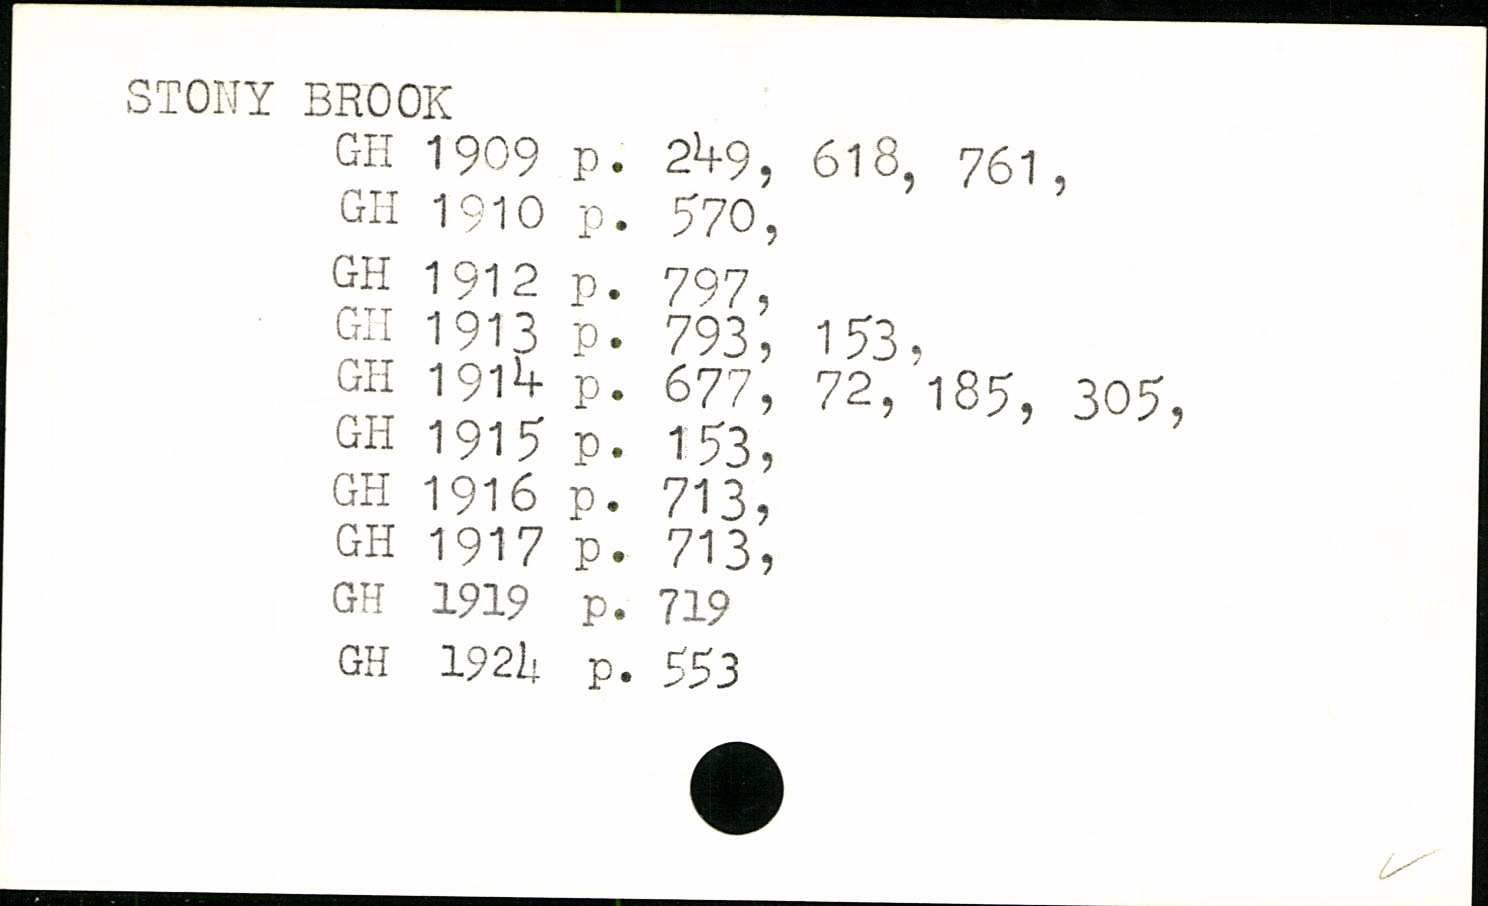 STONY BROOK
GH 1909 p. 249, 618, 761,
GH 1910 p. 570,
GH 1912 p. 797,
GH 1913 p. 793, 153,
GH 1914 p. 677, 72, 185, 305,
GH 1915 p. 153,
GH 1916 p. 713,
GH 1917 p. 713,
GH 1919 p. 719
GH 1924 p. 553